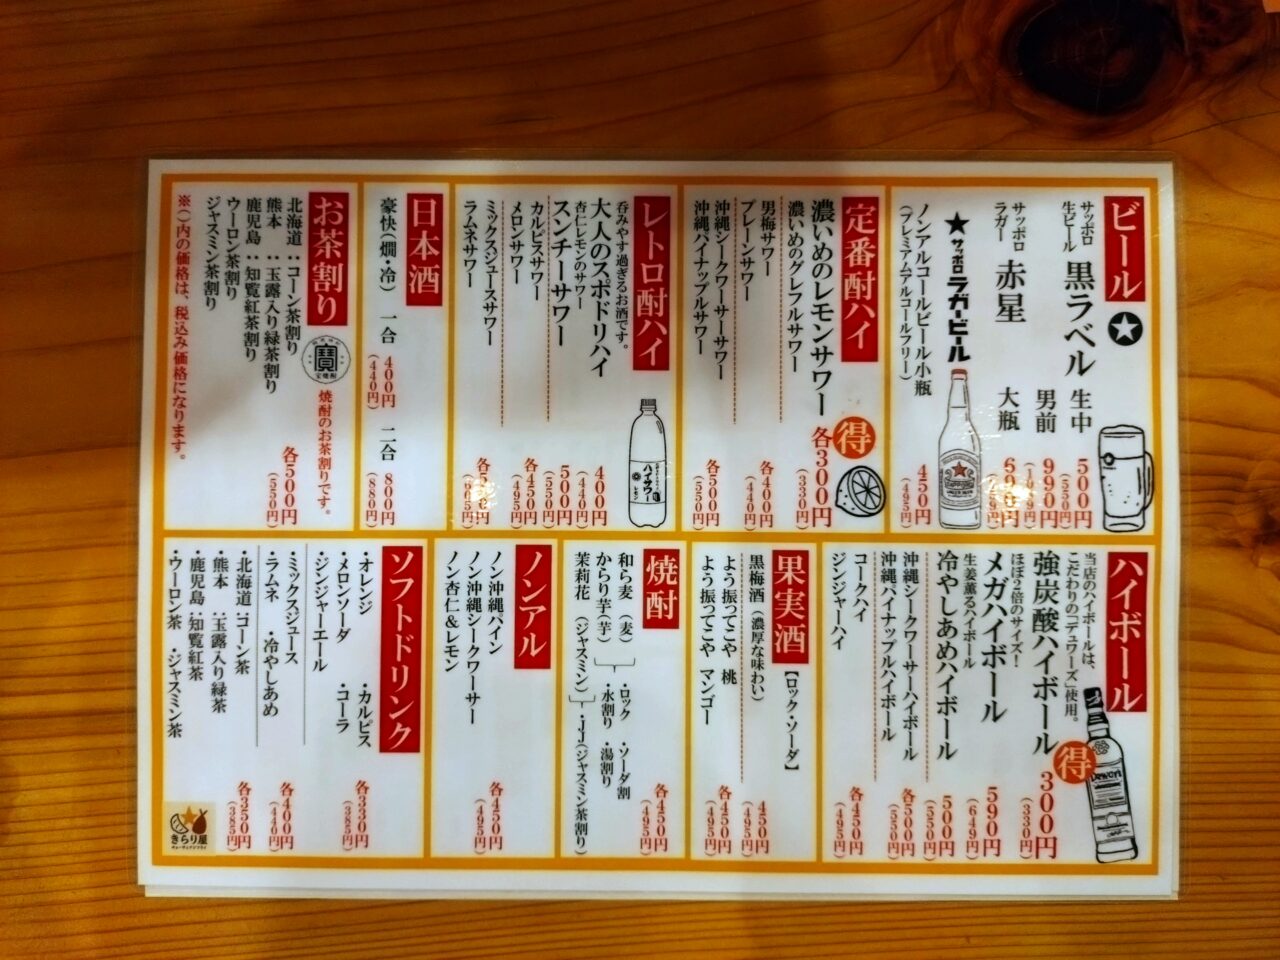 ビール
サッポロ 生ビール 黒ラベル
生中 500円
(550円)
男前 990円
サッポロ ラガー 赤星
大瓶
★サッポロラガービール
ノンアルコールビール小瓶 450円
(プレミアムアルコールフリー) (495円)
定番酎ハイ
得
濃いめのレモンサワー 各300円
濃いめのグレフルサワー (330円)
男梅サワー 各400円
プレーンサワー (440円)
沖縄シークワーサーサワー 各500円
沖縄パイナップルサワー (550円)
レトロ酎ハイ
呑みやす過ぎるお酒です。
ハイサワー
レモン
大人のスポドリハイ 400円
杏仁レモンのサワー (440円)
スンチーサワー 500円
(550円)
カルピスサワー 各450円
メロンサワー (495円)
ミックスジュースサワー
ラムネサワー
日本酒
豪快(燗・冷) 一合 400円 二合 800円
(440円) (880円)
お茶割り
寳
宝焼酎
焼酎のお茶割りです。
北海道：コーン茶割り 各500円
熊本 ：玉露入り緑茶割り (550円)
鹿児島：知覧紅茶割り
ウーロン茶割り
ジャスミン茶割り
※()内の価格は、税込み価格になります。
ハイボール
当店のハイボールは、
こだわりの「デュワーズ」使用。
得
強炭酸ハイボール 300円
(330円)
ほぼ2倍のサイズ！
メガハイボール 590円
(649円)
生姜薫るハイボール
冷やしあめハイボール 500円
(550円)
沖縄シークワーサーハイボール 各500円
沖縄パイナップルハイボール (550円)
コークハイ 各450円
ジンジャーハイ (495円)
果実酒【ロック・ソーダ】
黒梅酒(濃厚な味わい) 450円
(495円)
よう振ってこや 桃 各450円
よう振ってこや マンゴー (495円)
焼酎
和ら麦(麦) ・ロック ・ソーダ割 各450円
からり芋(芋) ・水割り ・湯割り (495円)
茉莉花(ジャスミン) ・JJ(ジャスミン茶割り)
ノンアル
ノン沖縄パイン 各450円
ノン沖縄シークワーサー (495円)
ノン杏仁&レモン
ソフトドリンク
・オレンジ ・カルピス 各330円
・メロンソーダ ・コーラ
・ジンジャーエール
・ミックスジュース 各400円
・ラムネ ・冷やしあめ (440円)
・北海道：コーン茶 各350円
・熊本 ：玉露入り緑茶 (385円)
・鹿児島：知覧紅茶
・ウーロン茶 ・ジャスミン茶
きらり屋